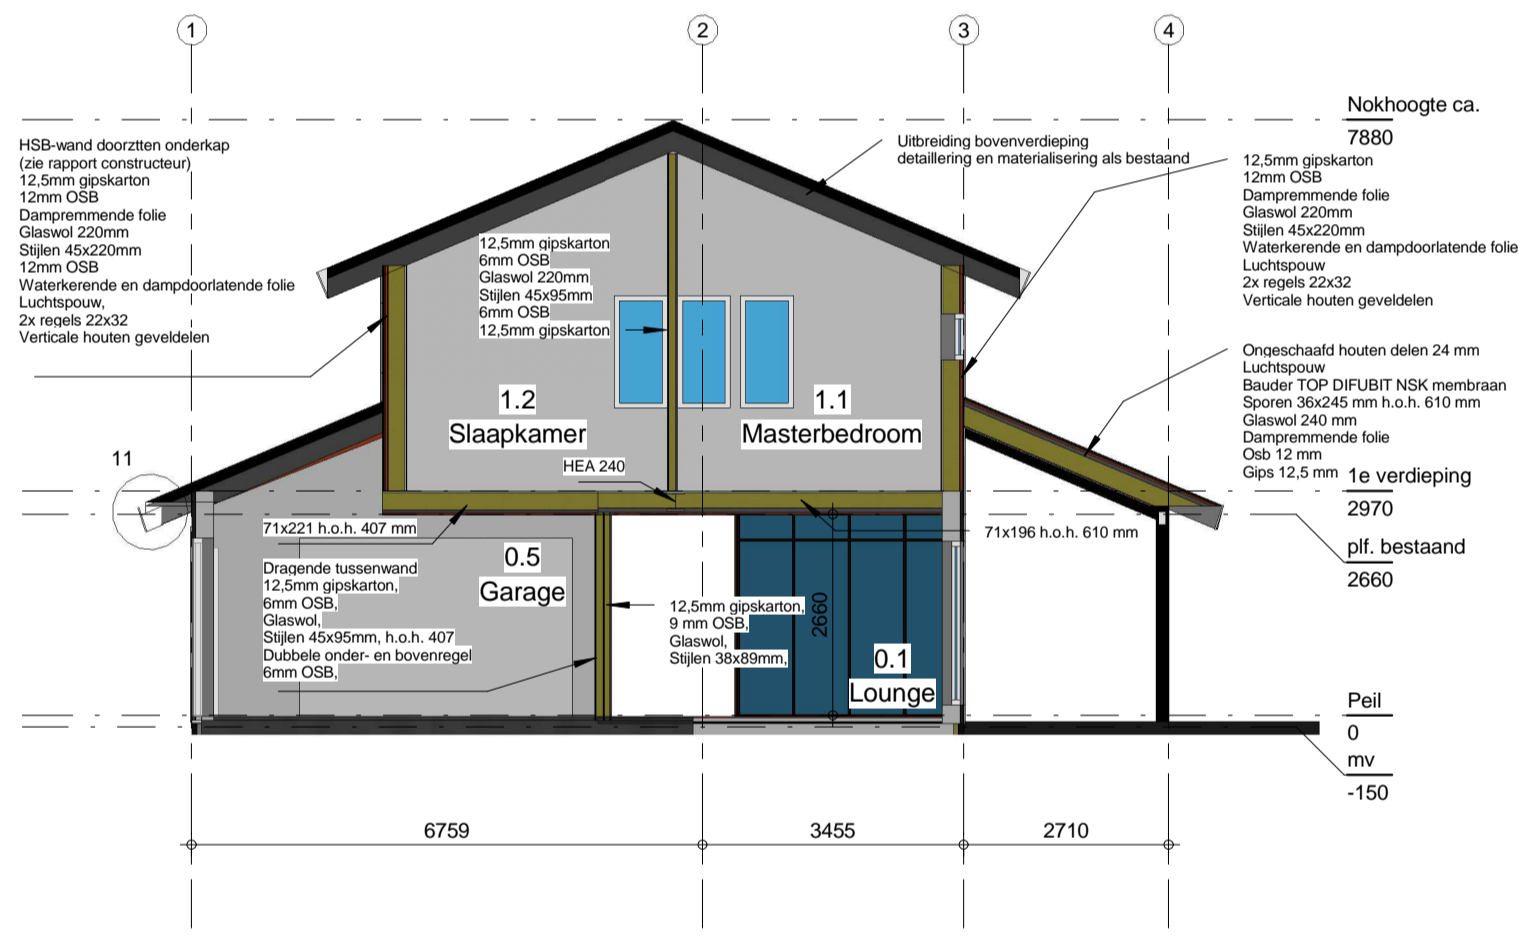 1
2
3
4
Nokhoogte ca.
7880
HSB-wand doorztten onderkap
(zie rapport constructeur)
12,5mm gipskarton
12mm OSB
Dampremmende folie
Glaswol 220mm
Stijlen 45x220mm
12mm OSB
Waterkerende en dampdoorlatende folie
Luchtspouw,
2x regels 22x32
Verticale houten geveldelen
Uitbreiding bovenverdieping
detaillering en materialisering als bestaand
12,5mm gipskarton
12mm OSB
Dampremmende folie
Glaswol 220mm
Stijlen 45x220mm
Waterkerende en dampdoorlatende folie
Luchtspouw
2x regels 22x32
Verticale houten geveldelen
12,5mm gipskarton
6mm OSB
Glaswol 220mm
Stijlen 45x95mm
6mm OSB
12,5mm gipskarton
Ongeschaafd houten delen 24 mm
Luchtspouw
Bauder TOP DIFUBIT NSK membraan
Sporen 36x245 mm h.o.h. 610 mm
Glaswol 240 mm
Dampremmende folie
Osb 12 mm
Gips 12,5 mm
1.2
Slaapkamer
1.1
Masterbedroom
11
HEA 240
1e verdieping
2970
plf. bestaand
2660
71x221 h.o.h. 407 mm
71x196 h.o.h. 610 mm
0.5
Garage
Dragende tussenwand
12,5mm gipskarton,
6mm OSB,
Glaswol,
Stijlen 45x95mm, h.o.h. 407
Dubbele onder- en bovenregel
6mm OSB,
12,5mm gipskarton,
9 mm OSB,
Glaswol,
Stijlen 38x89mm,
2660
0.1
Lounge
Peil
0
mv
-150
6759
3455
2710